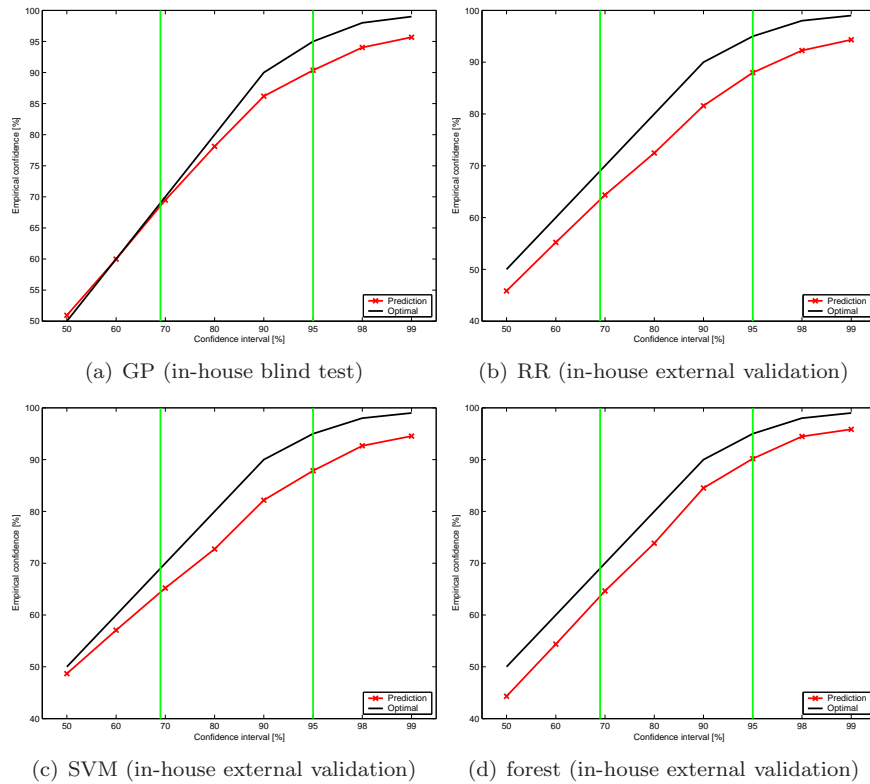 100
95
90
85
80
75
70
65
60
55
50
Empirical confidence [%]
50 60 70 80 90 95 98 99
Confidence interval [%]
Prediction
Optimal
(a) GP (in-house blind test)
100
90
80
70
60
50
40
Empirical confidence [%]
50 60 70 80 90 95 98 99
Confidence interval [%]
Prediction
Optimal
(b) RR (in-house external validation)
100
90
80
70
60
50
40
Empirical confidence [%]
50 60 70 80 90 95 98 99
Confidence interval [%]
Prediction
Optimal
(c) SVM (in-house external validation)
100
90
80
70
60
50
40
Empirical confidence [%]
50 60 70 80 90 95 98 99
Confidence interval [%]
Prediction
Optimal
(d) forest (in-house external validation)